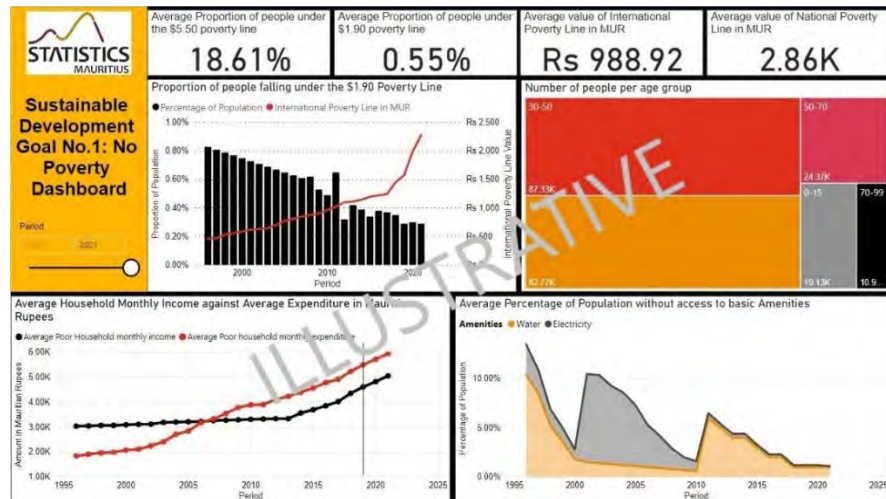 STATISTICS
MAURITIUS
Sustainable
Development
Goal No.1: No
Poverty
Dashboard
Period
2021
Average Proportion of people under
the $5.50 poverty line
18.61%
Average Proportion of people under
$1.90 poverty line
0.55%
Average value of International
Poverty Line in MUR
Rs 988.92
Average value of National Poverty
Line in MUR
2.86K
Proportion of people falling under the $1.90 Poverty Line
Percentage of Population International Poverty Line in MUR
1.00%
0.80%
0.60%
0.40%
0.20%
0.00%
Proportion of Population
Rs 2,500
Rs 2,000
Rs 1,500
Rs 1,000
Rs 500
International Poverty Line Value
2000
2010
2020
Period
Number of people per age group
30-50
87.33K
50-70
24.37K
0-15
19.13K
70-99
10.9...
ILLUSTRATIVE
Average Household Monthly Income against Average Expenditure in
Rupees
Average Poor Household monthly income Average Poor household monthly expenditure
6.00K
5.00K
4.00K
3.00K
2.00K
1.00K
Amount in Mauritian Rupees
1995
2000
2005
2010
2015
2020
2025
Period
Average Percentage of Population without access to basic Amenities
Amenities Water Electricity
10.00%
5.00%
0.00%
Percentage of Population
1995
2000
2005
2010
2015
2020
2025
Period